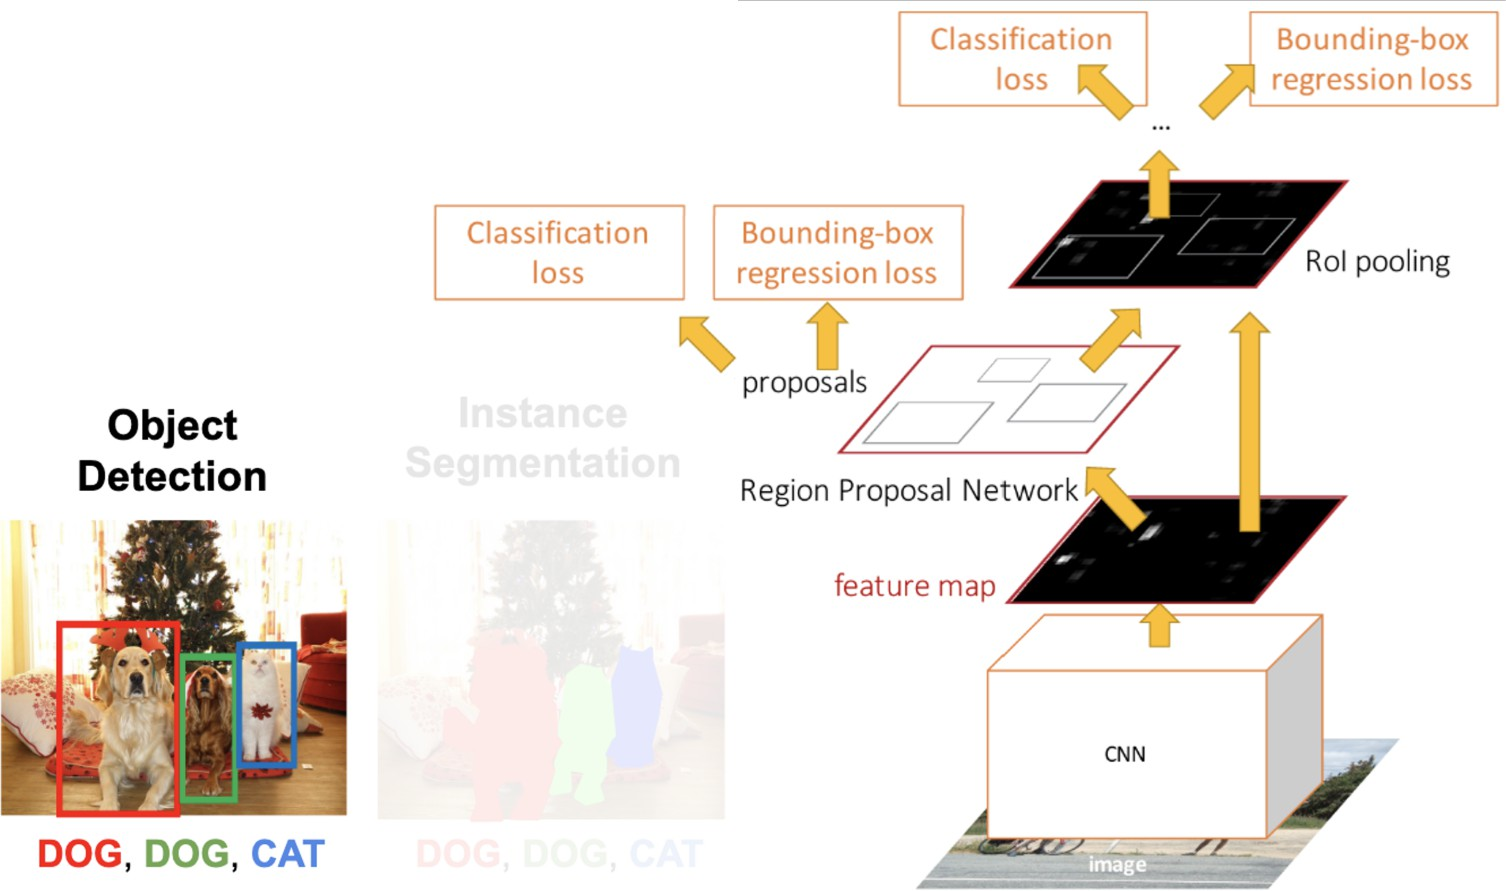 Classification
loss
Bounding-box
regression loss
...
RoI pooling
Classification
loss
Bounding-box
regression loss
proposals
Region Proposal Network
feature map
CNN
image
Object
Detection
DOG, DOG, CAT
Instance
Segmentation
DOG, DOG, CAT